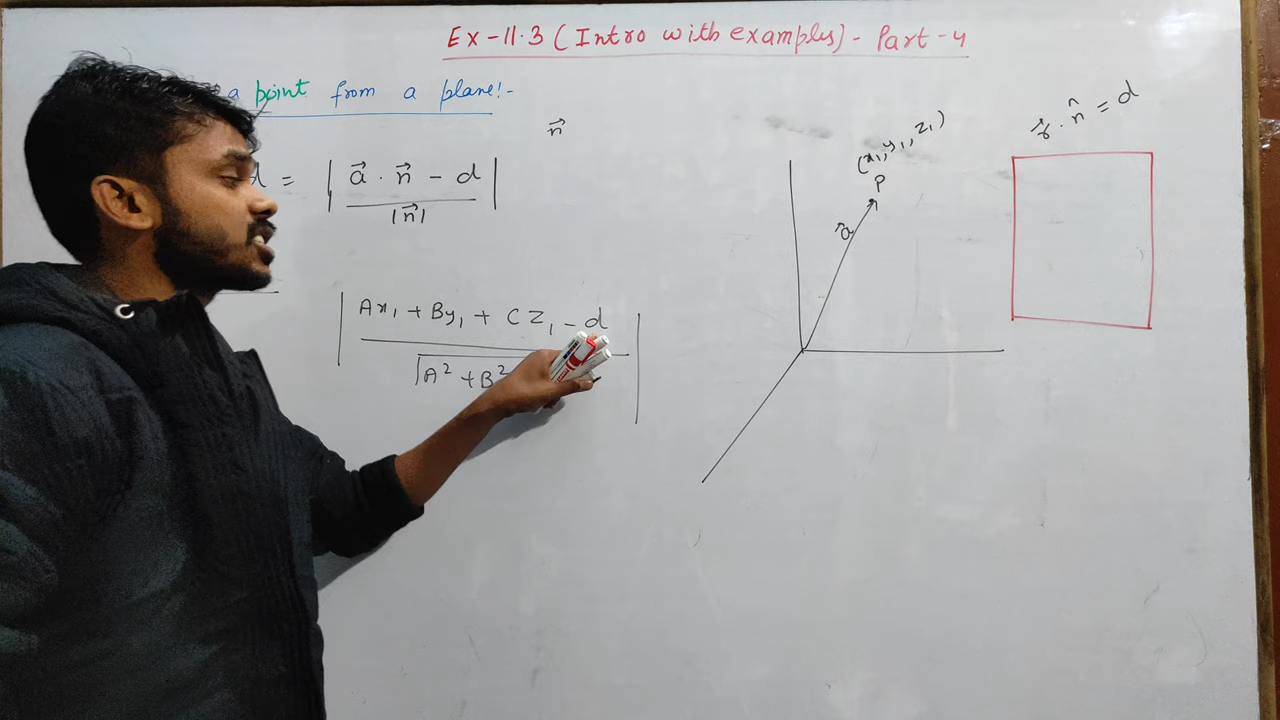 Ex-11.3 (Intro with examples) - Part-4
a point from a plane:-
n⃗
d = | a⃗ . n⃗ - d / |n⃗| |
| Ax₁ + By₁ + CZ₁ - d / √A² + B² |
(x₁, y₁, z₁)
P
a⃗
r⃗ . n̂ = d